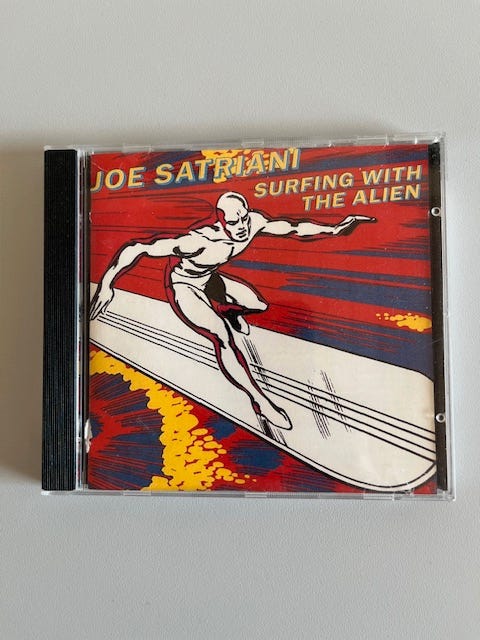 JOE SATRIANI
SURFING WITH
THE ALIEN